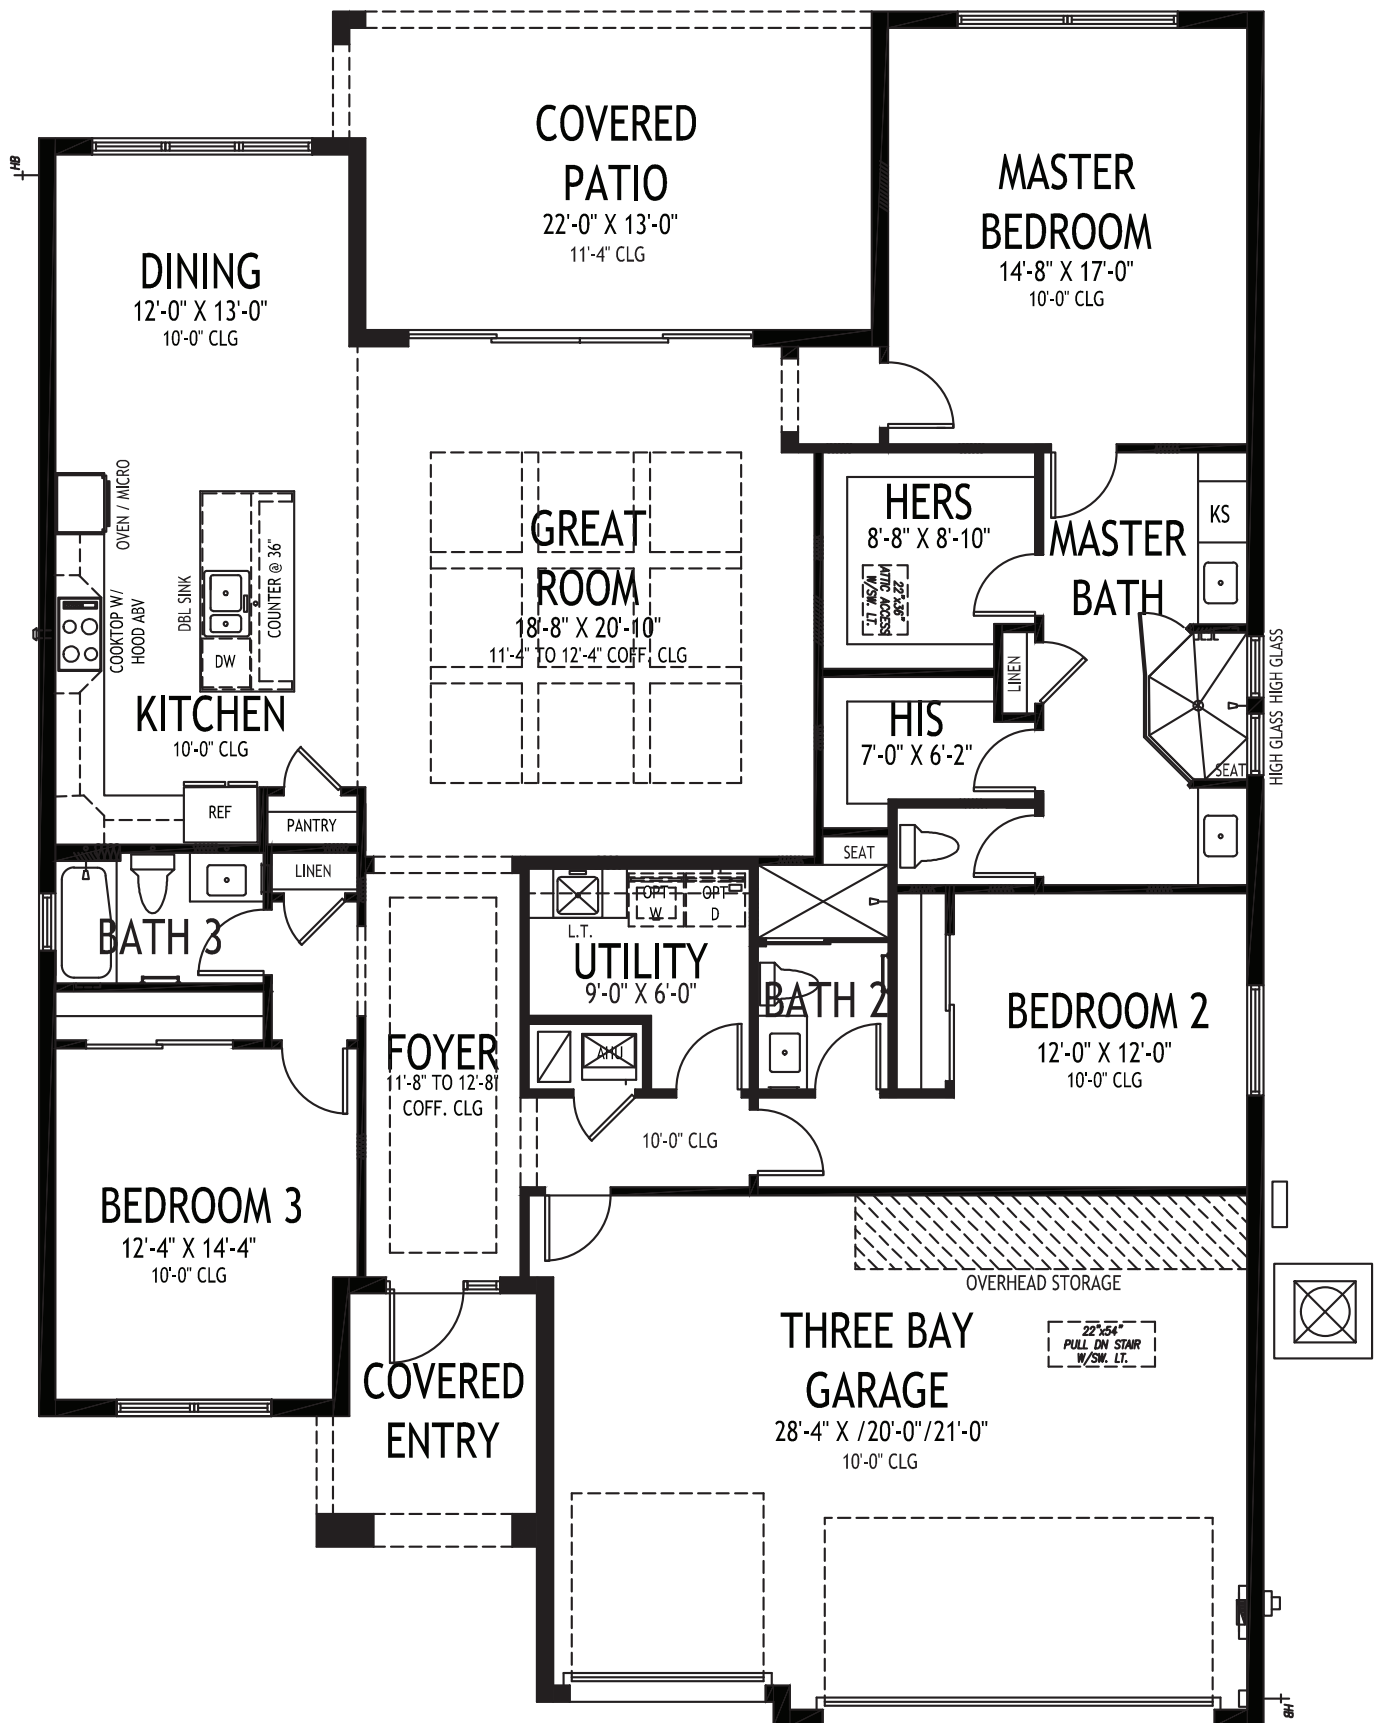 COVERED
PATIO
22'-0" X 13'-0"
11'-4" CLG
MASTER
BEDROOM
14'-8" X 17'-0"
10'-0" CLG
HB
DINING
12'-0" X 13'-0"
10'-0" CLG
OVEN / MICRO
COOKTOP W/
HOOD ABV
DBL SINK
COUNTER @ 36"
DW
KITCHEN
10'-0" CLG
REF
PANTRY
GREAT
ROOM
18'-8" X 20'-10"
11'-4" TO 12'-4" COFF. CLG
HERS
8'-8" X 8'-10"
22"x36"
ATTIC ACCESS
W/SW. LT.
MASTER
BATH
KS
LINEN
HIS
7'-0" X 6'-2"
HIGH GLASS
HIGH GLASS
SEAT
SEAT
LINEN
BATH 3
OPT
W
OPT
D
L.T.
UTILITY
9'-0" X 6'-0"
BATH 2
BEDROOM 2
12'-0" X 12'-0"
10'-0" CLG
AHU
FOYER
11'-8" TO 12'-8"
COFF. CLG
10'-0" CLG
BEDROOM 3
12'-4" X 14'-4"
10'-0" CLG
OVERHEAD STORAGE
THREE BAY
GARAGE
28'-4" X /20'-0"/21'-0"
10'-0" CLG
22"x54"
PULL DN STAIR
W/SW. LT.
COVERED
ENTRY
HB